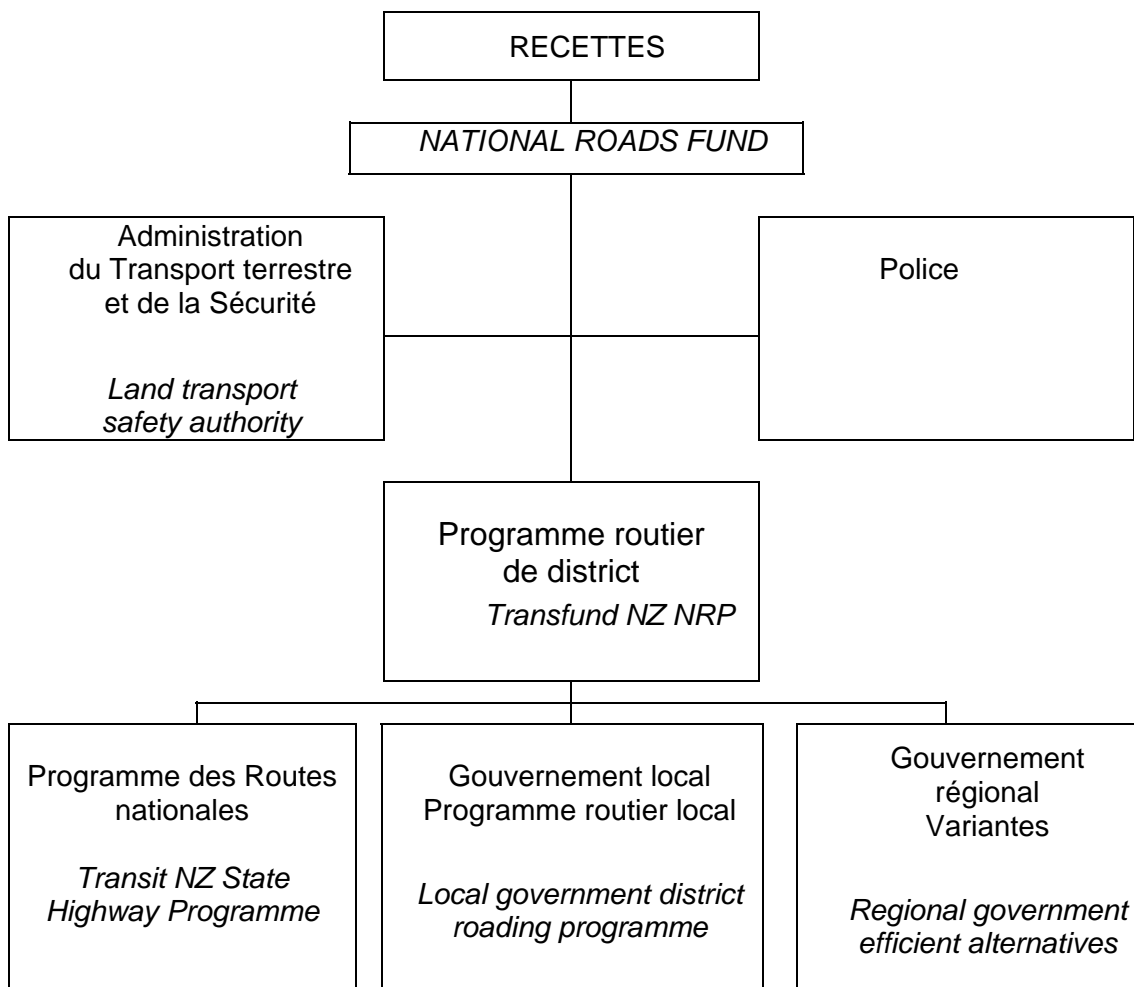 RECETTES
NATIONAL ROADS FUND
Administration
du Transport terrestre
et de la Sécurité
Land transport
safety authority
Police
Programme routier
de district
Transfund NZ NRP
Programme des Routes
nationales
Transit NZ State
Highway Programme
Gouvernement local
Programme routier local
Local government district
roading programme
Gouvernement
régional
Variantes
Regional government
efficient alternatives